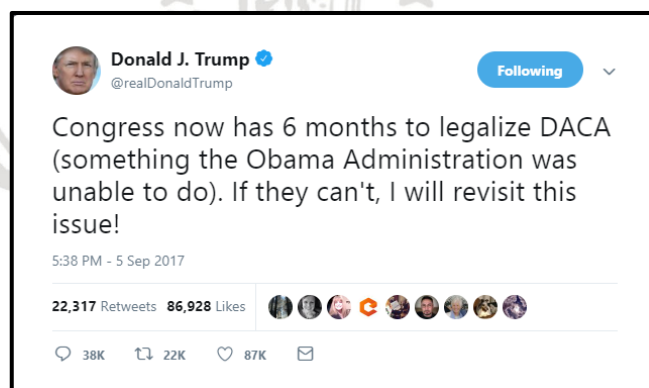 Donald J. Trump
@realDonaldTrump
Following
Congress now has 6 months to legalize DACA
(something the Obama Administration was
unable to do). If they can't, I will revisit this
issue!
5:38 PM - 5 Sep 2017
22,317 Retweets 86,928 Likes
38K 22K 87K